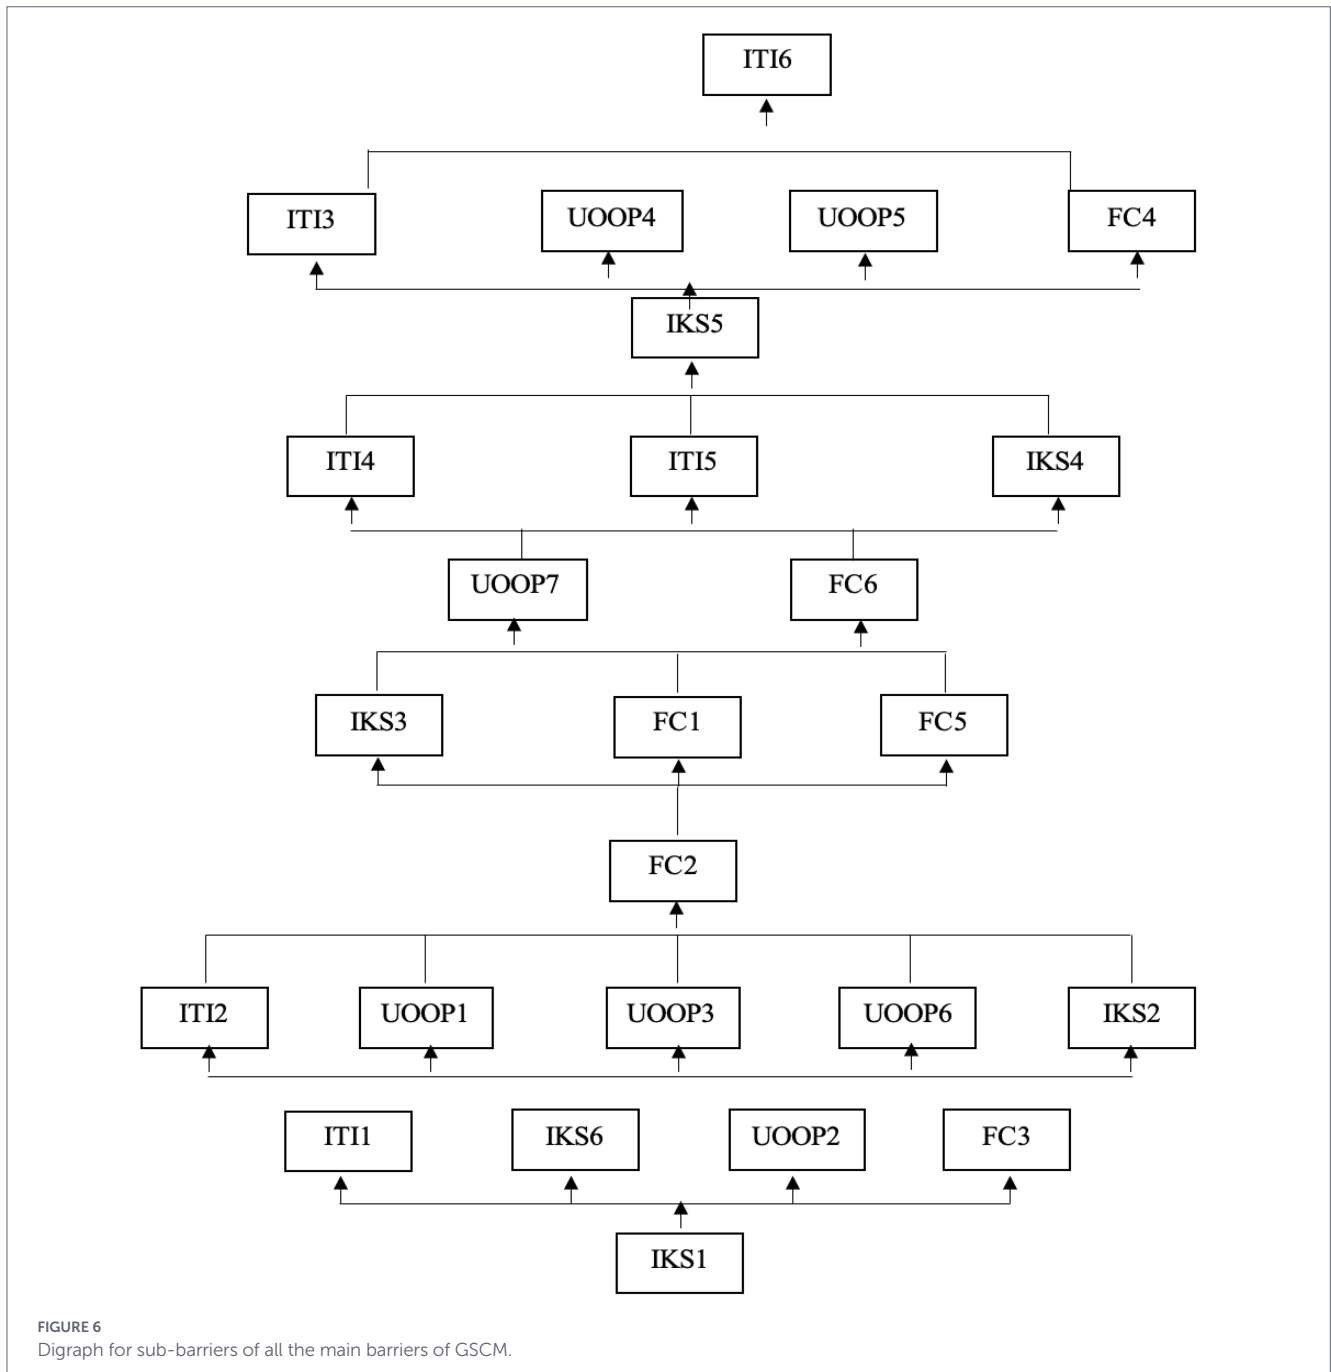 ITI6
ITI3 UOOP4 UOOP5 FC4
IKS5
ITI4 ITI5 IKS4
UOOP7 FC6
IKS3 FC1 FC5
FC2
ITI2 UOOP1 UOOP3 UOOP6 IKS2
ITI1 IKS6 UOOP2 FC3
IKS1
FIGURE 6
Digraph for sub-barriers of all the main barriers of GSCM.